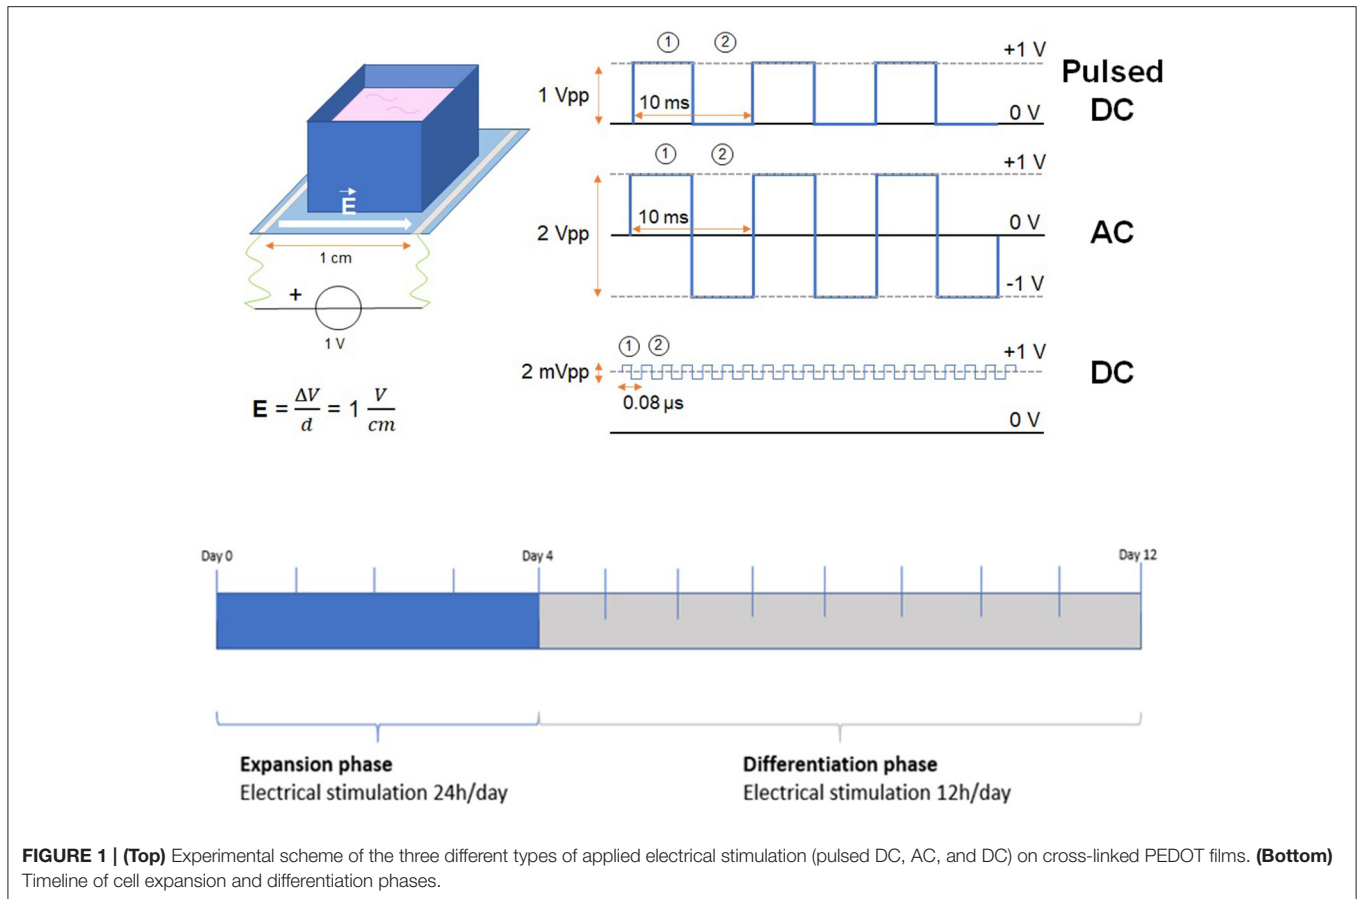 ① ②
+1 V
Pulsed
DC
1 Vpp
10 ms
0 V
① ②
+1 V
E
10 ms
0 V
AC
2 Vpp
1 cm
-1 V
+
1 V
① ②
+1 V
2 mVpp
DC
0.08 µs
E = ΔV/d = 1 V/cm
0 V
Day 0 Day 4 Day 12
Expansion phase
Electrical stimulation 24h/day
Differentiation phase
Electrical stimulation 12h/day
FIGURE 1 | (Top) Experimental scheme of the three different types of applied electrical stimulation (pulsed DC, AC, and DC) on cross-linked PEDOT films. (Bottom)
Timeline of cell expansion and differentiation phases.